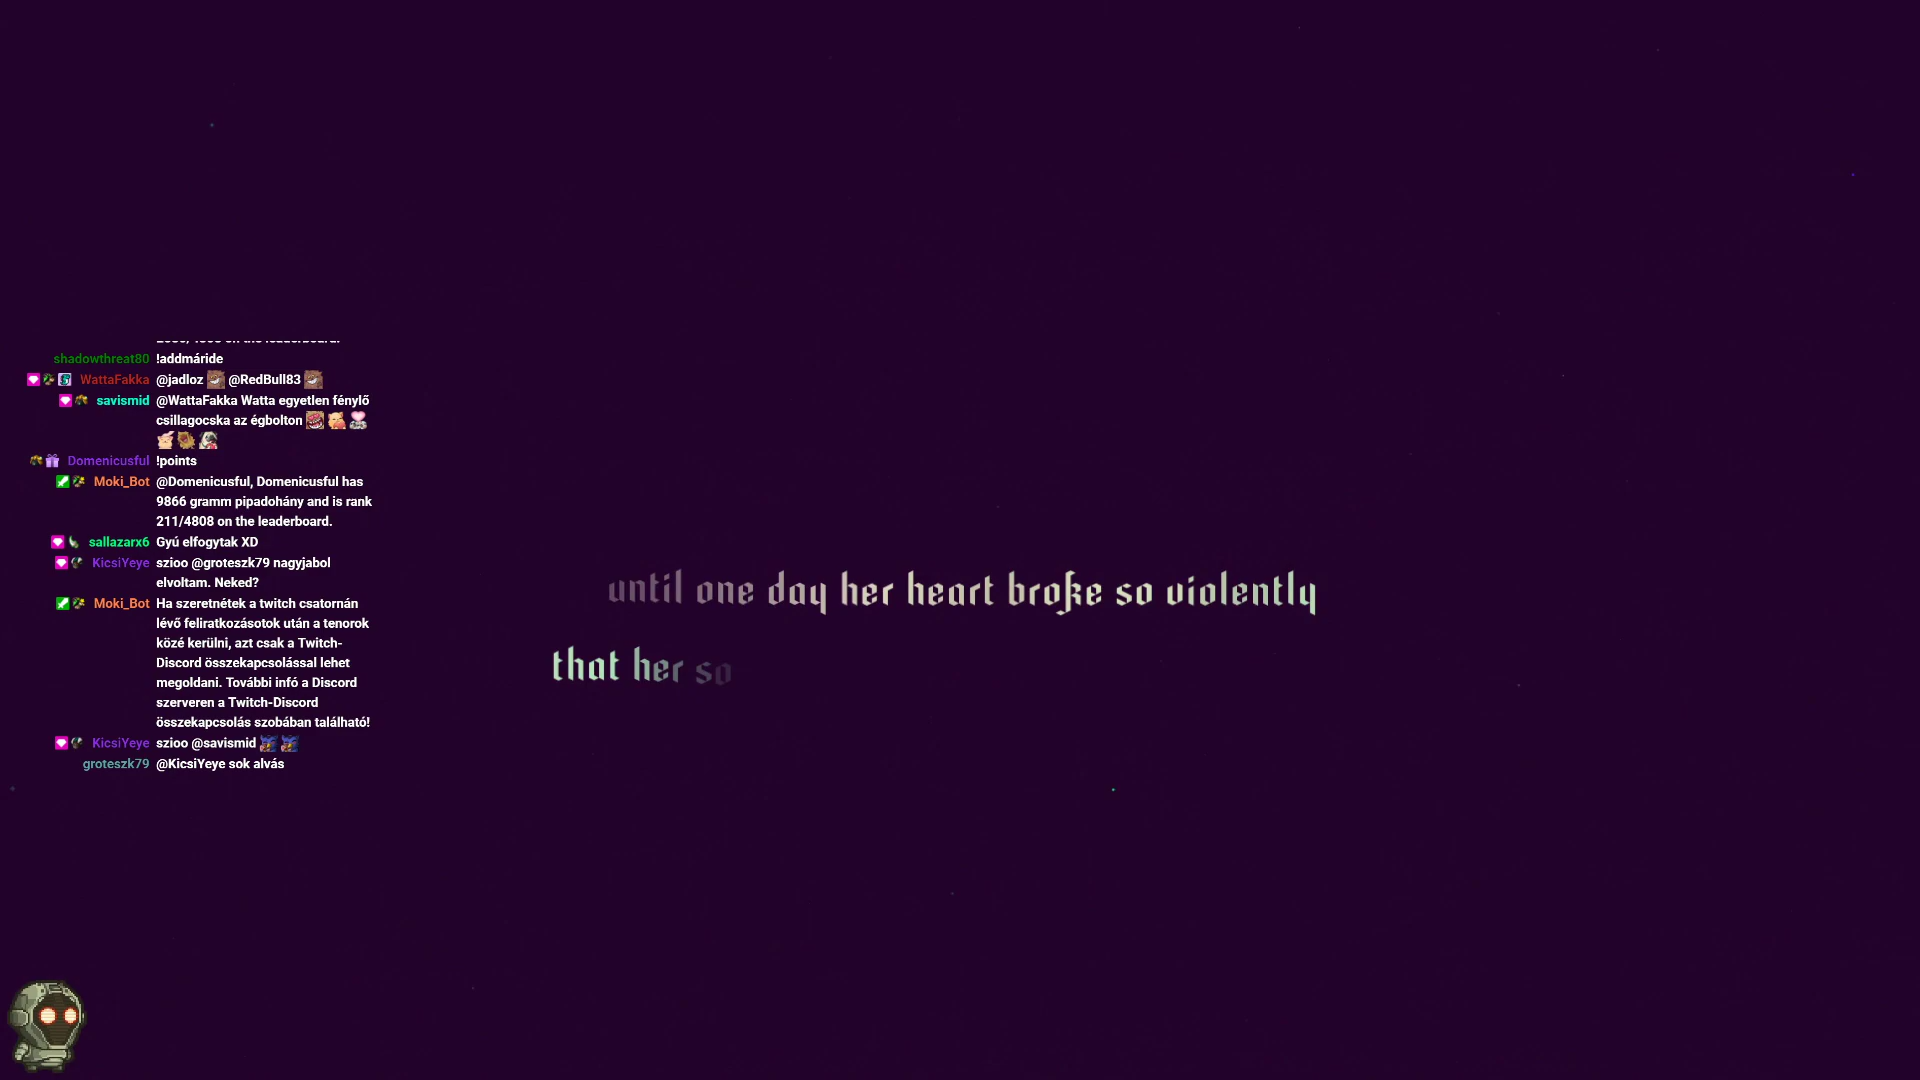 shadowthreat80 !addmáride
WattaFakka @jadloz @RedBull83
savismid @WattaFakka Watta egyetlen fénylő
csillagocska az égbolton
Domenicusful !points
Moki_Bot @Domenicusful, Domenicusful has
9866 gramm pipadohány and is rank
211/4808 on the leaderboard.
sallazarx6 Gyú elfogytak XD
KicsiYeye szioo @groteszk79 nagyjabol
elvoltam. Neked?
Moki_Bot Ha szeretnétek a twitch csatornán
lévő feliratkozásotok után a tenorok
közé kerülni, azt csak a Twitch-
Discord összekapcsolással lehet
megoldani. További infó a Discord
szerveren a Twitch-Discord
összekapcsolás szobában található!
KicsiYeye szioo @savismid
groteszk79 @KicsiYeye sok alvás
until one day her heart broke so violently
that her so